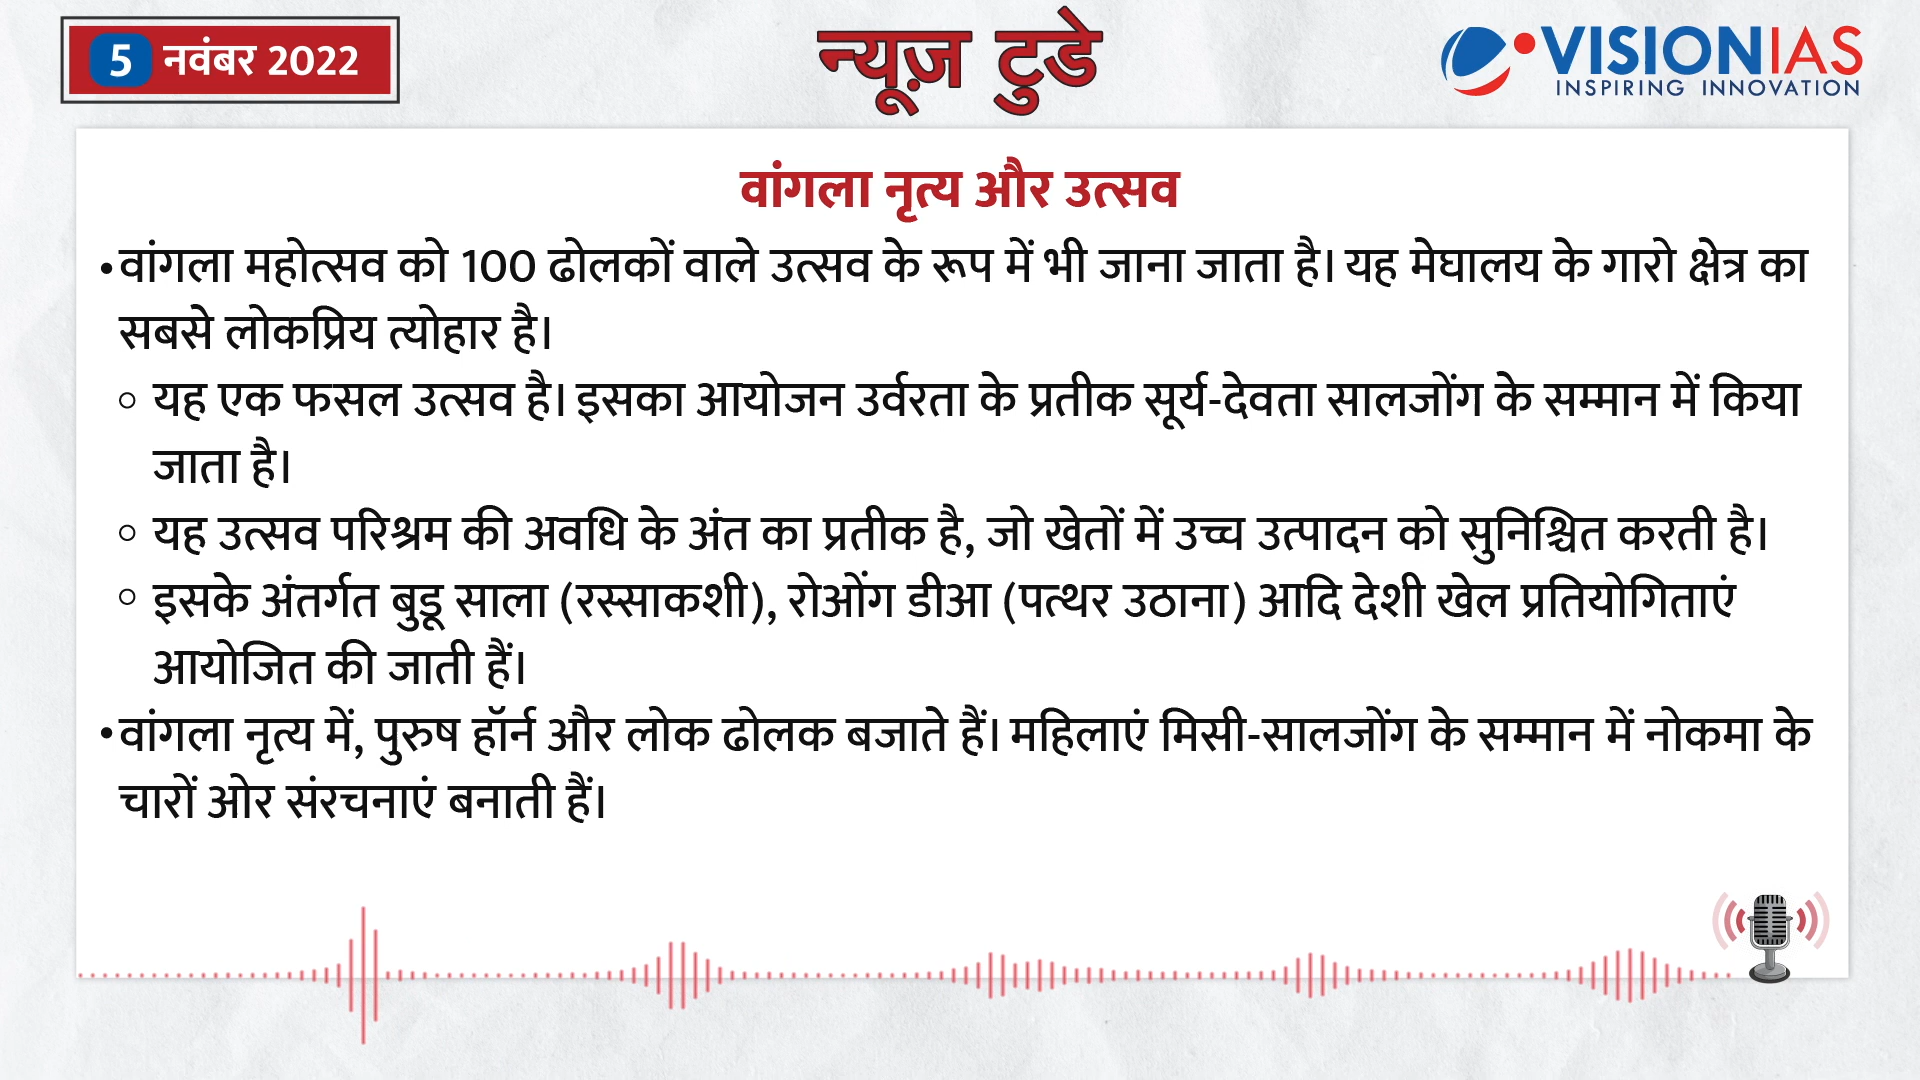 5 नवंबर 2022
न्यूज़ टुडे
VISIONIAS
INSPIRING INNOVATION
वांगला नृत्य और उत्सव
•वांगला महोत्सव को 100 ढोलकों वाले उत्सव के रूप में भी जाना जाता है। यह मेघालय के गारो क्षेत्र का
सबसे लोकप्रिय त्योहार है।
○ यह एक फसल उत्सव है। इसका आयोजन उर्वरता के प्रतीक सूर्य-देवता सालजोंग के सम्मान में किया
जाता है।
○ यह उत्सव परिश्रम की अवधि के अंत का प्रतीक है, जो खेतों में उच्च उत्पादन को सुनिश्चित करती है।
○ इसके अंतर्गत बुडू साला (रस्साकशी), रोओंग डीआ (पत्थर उठाना) आदि देशी खेल प्रतियोगिताएं
आयोजित की जाती हैं।
•वांगला नृत्य में, पुरुष हॉर्न और लोक ढोलक बजाते हैं। महिलाएं मिसी-सालजोंग के सम्मान में नोकमा के
चारों ओर संरचनाएं बनाती हैं।